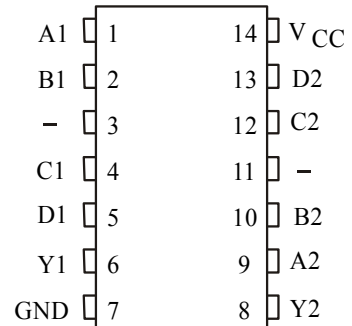 A1 1 14 V CC
B1 2 13 D2
– 3 12 C2
C1 4 11 –
D1 5 10 B2
Y1 6 9 A2
GND 7 8 Y2